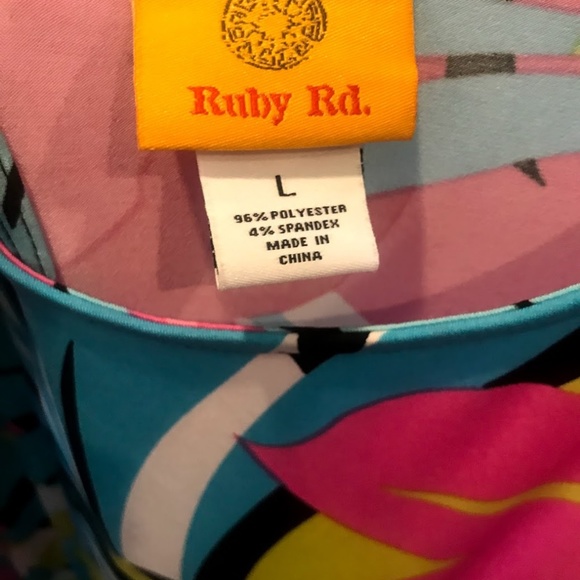 Ruby Rd.
L
96% POLYESTER
4% SPANDEX
MADE IN
CHINA